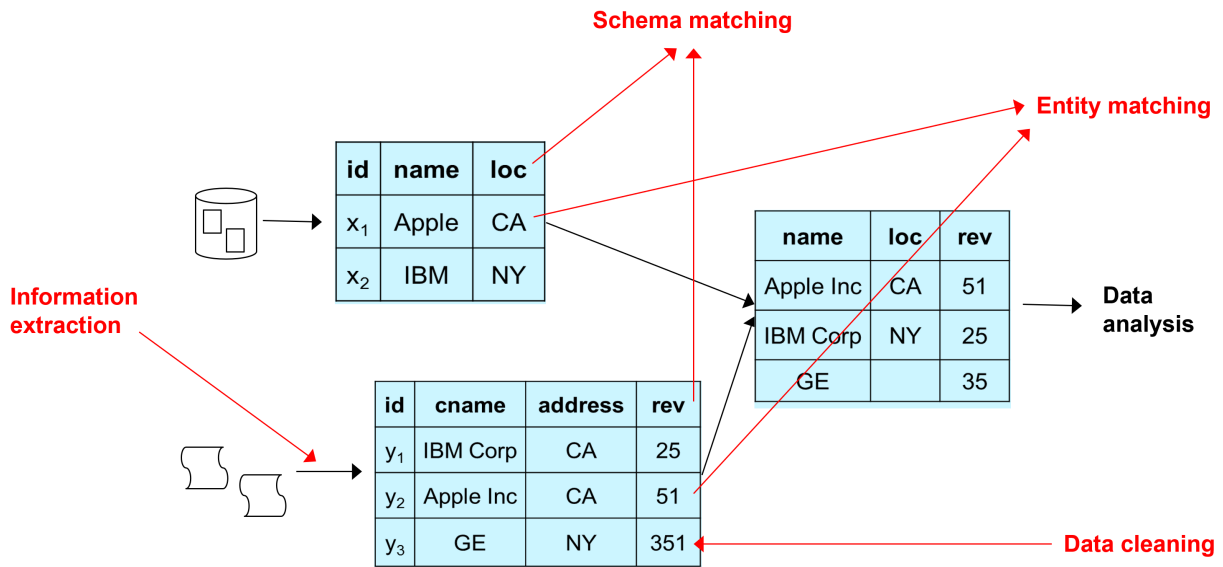 Schema matching
Entity matching
id name loc
x1 Apple CA
x2 IBM NY
name loc rev
Apple Inc CA 51
IBM Corp NY 25
GE 35
Information
extraction
Data
analysis
id cname address rev
y1 IBM Corp CA 25
y2 Apple Inc CA 51
y3 GE NY 351
Data cleaning